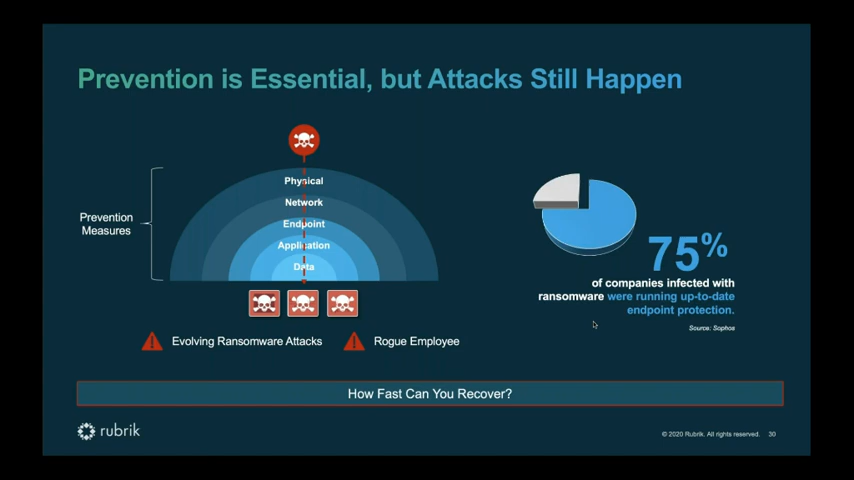 Prevention is Essential, but Attacks Still Happen
Physical
Network
Endpoint
Application
Data
Prevention
Measures
Evolving Ransomware Attacks
Rogue Employee
75%
of companies infected with
ransomware were running up-to-date
endpoint protection.
Source: Sophos
How Fast Can You Recover?
rubrik
© 2020 Rubrik. All rights reserved. 30